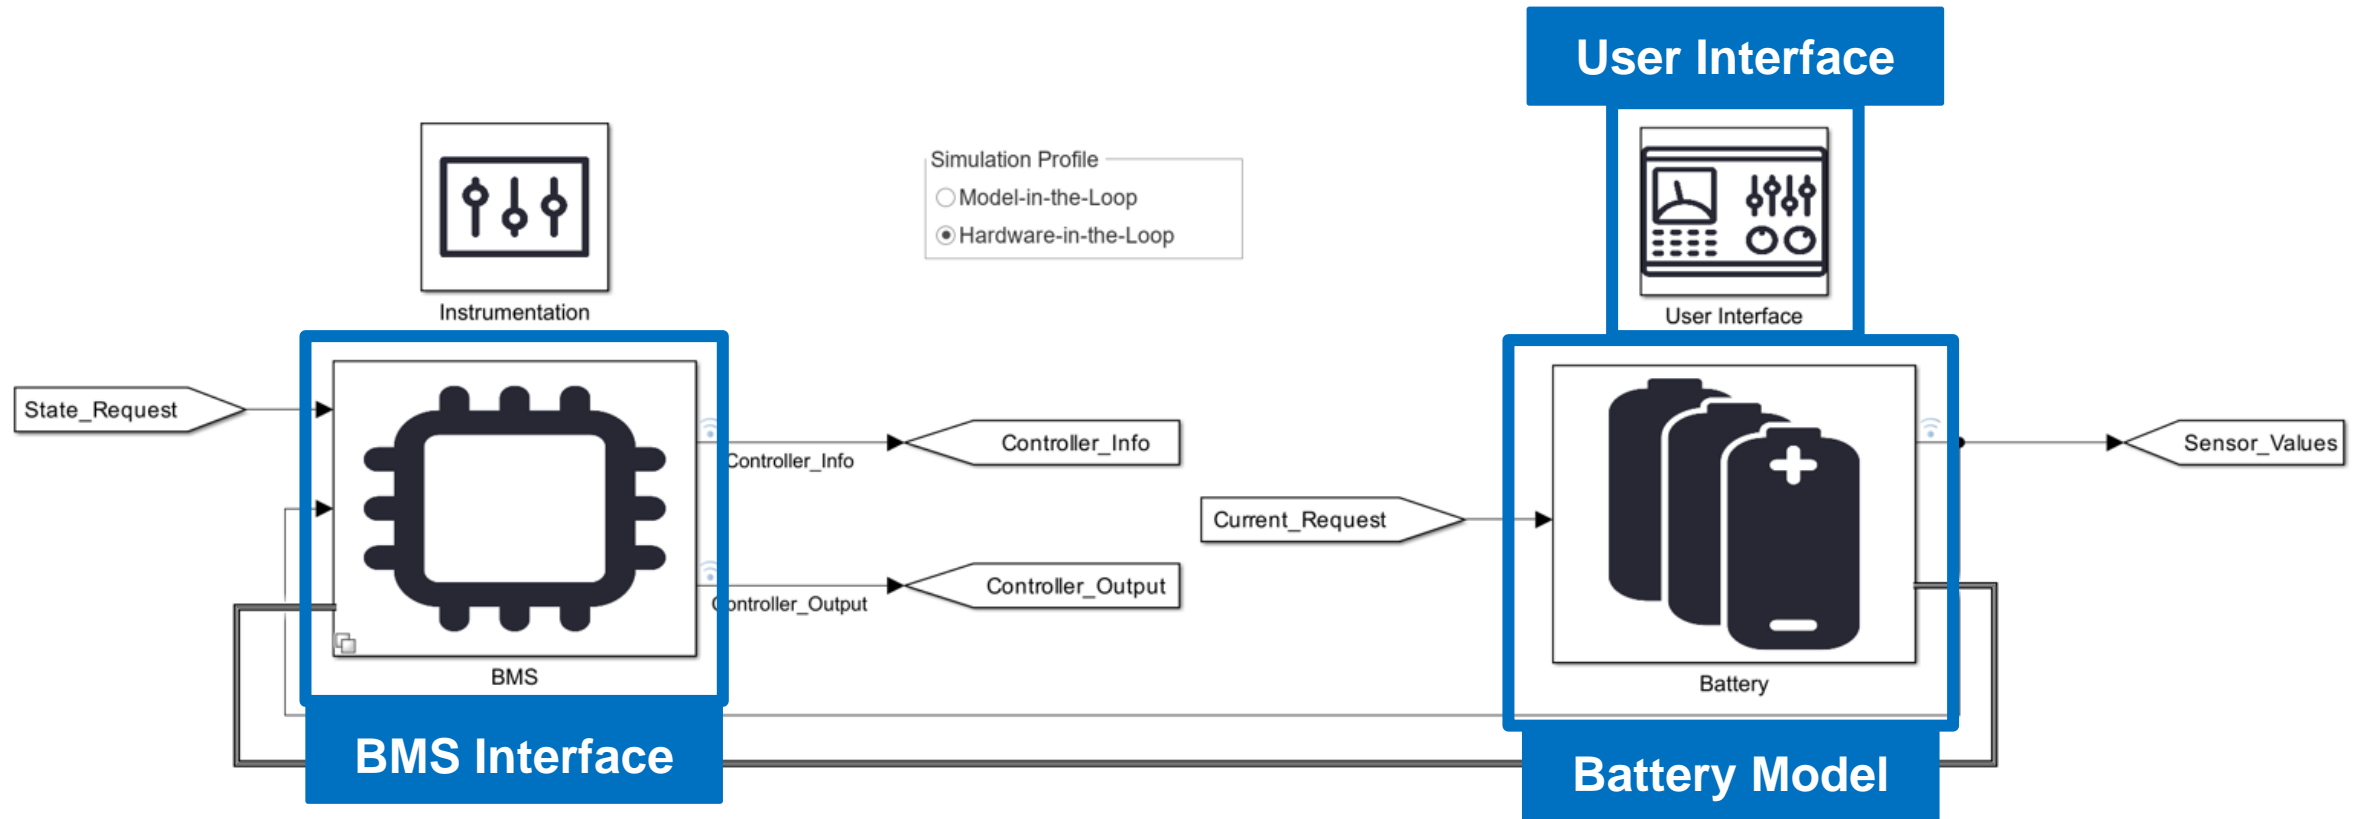 User Interface
Simulation Profile
Model-in-the-Loop
Hardware-in-the-Loop
Instrumentation
User Interface
State_Request
Controller_Info
Controller_Info
Sensor_Values
Current_Request
Controller_Output
Controller_Output
BMS
Battery
BMS Interface
Battery Model